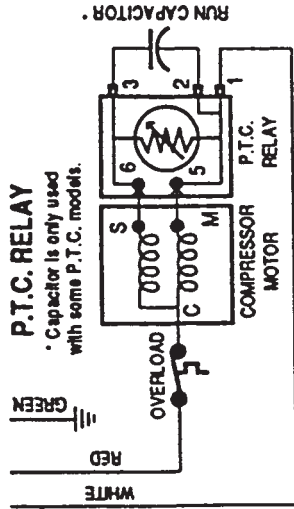 P.T.C. RELAY
* Capacitor is only used
with some P.T.C. models.
RUN CAPACITOR *
3
2
1
6
5
P.T.C.
RELAY
S
M
C
COMPRESSOR
MOTOR
OVERLOAD
GREEN
RED
WHITE